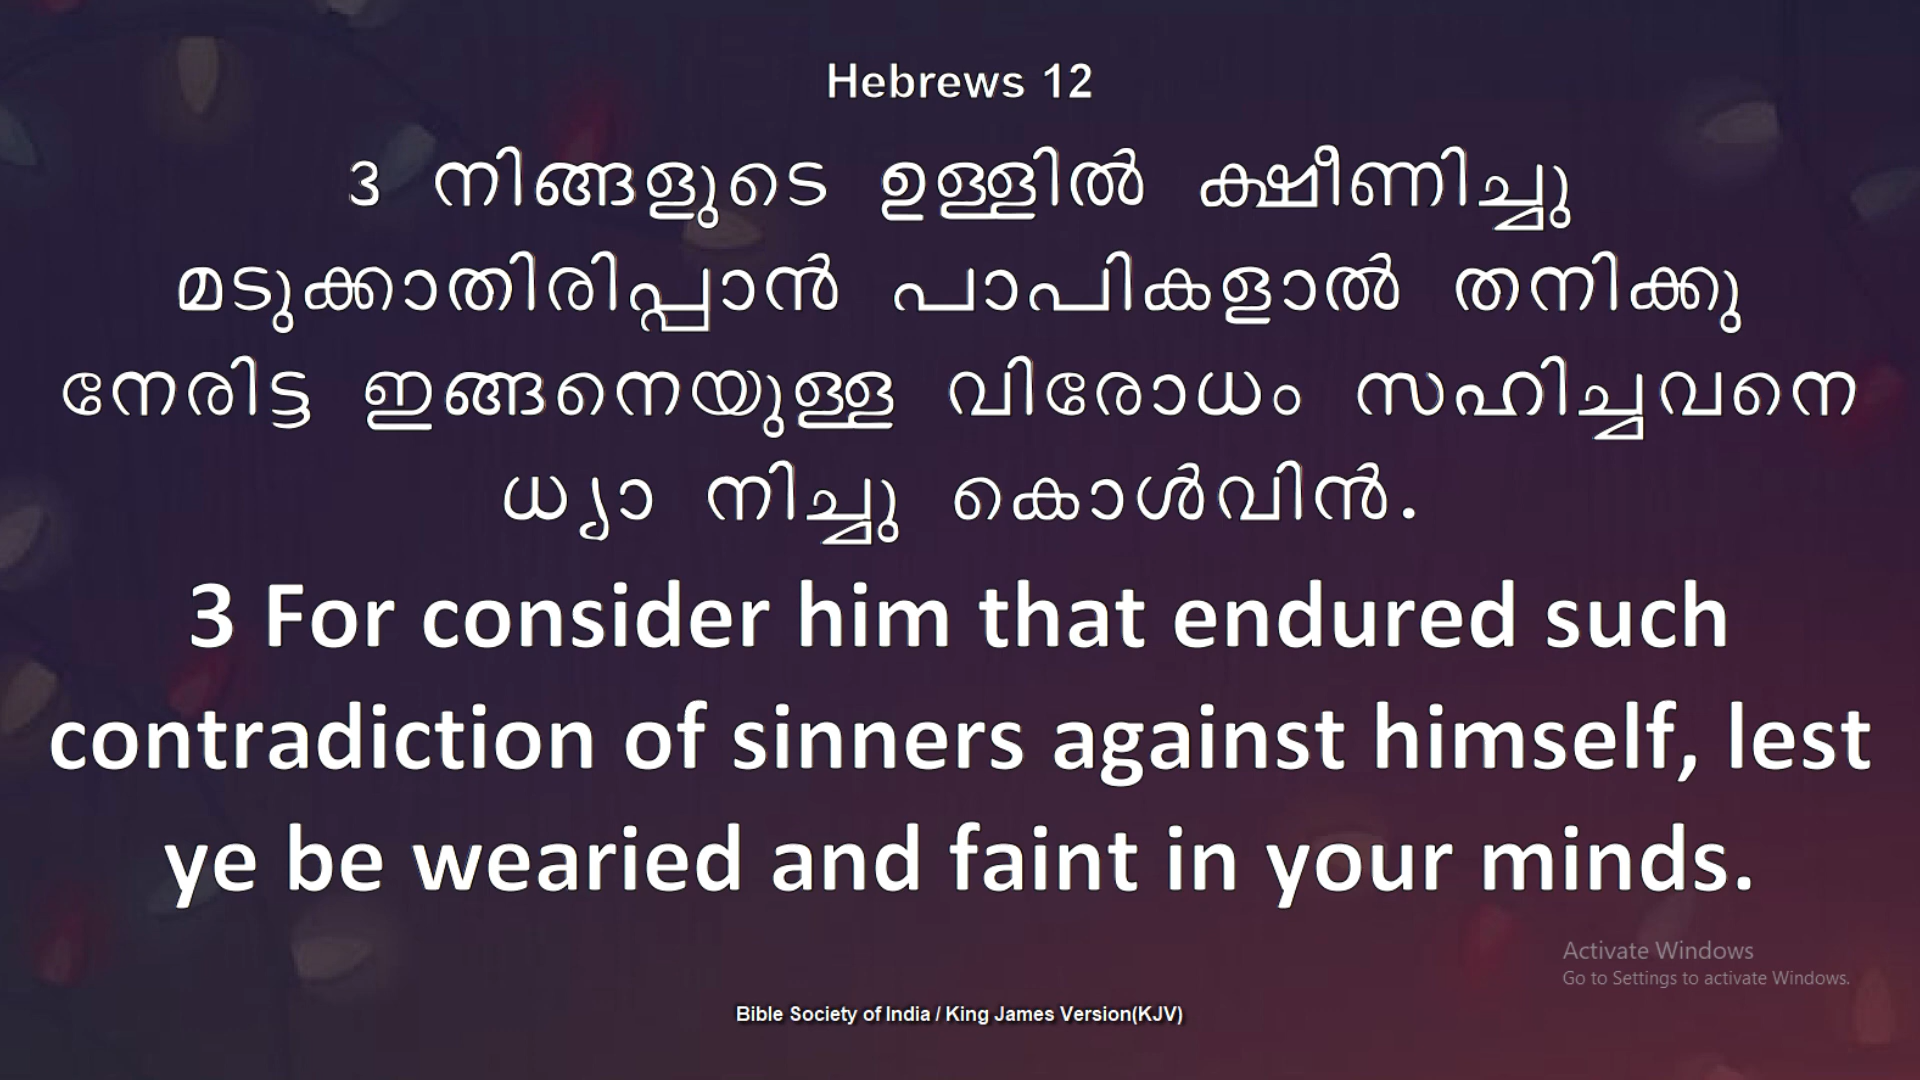 Hebrews 12
3 നിങ്ങളുടെ ഉള്ളിൽ ക്ഷീണിച്ചു
മടുക്കാതിരിപ്പാൻ പാപികളാൽ തനിക്കു
നേരിട്ട ഇങ്ങനെയുള്ള വിരോധം സഹിച്ചവനെ
ധ്യാ നിച്ചു കൊൾവിൻ.
3 For consider him that endured such
contradiction of sinners against himself, lest
ye be wearied and faint in your minds.
Activate Windows
Go to Settings to activate Windows.
Bible Society of India / King James Version(KJV)